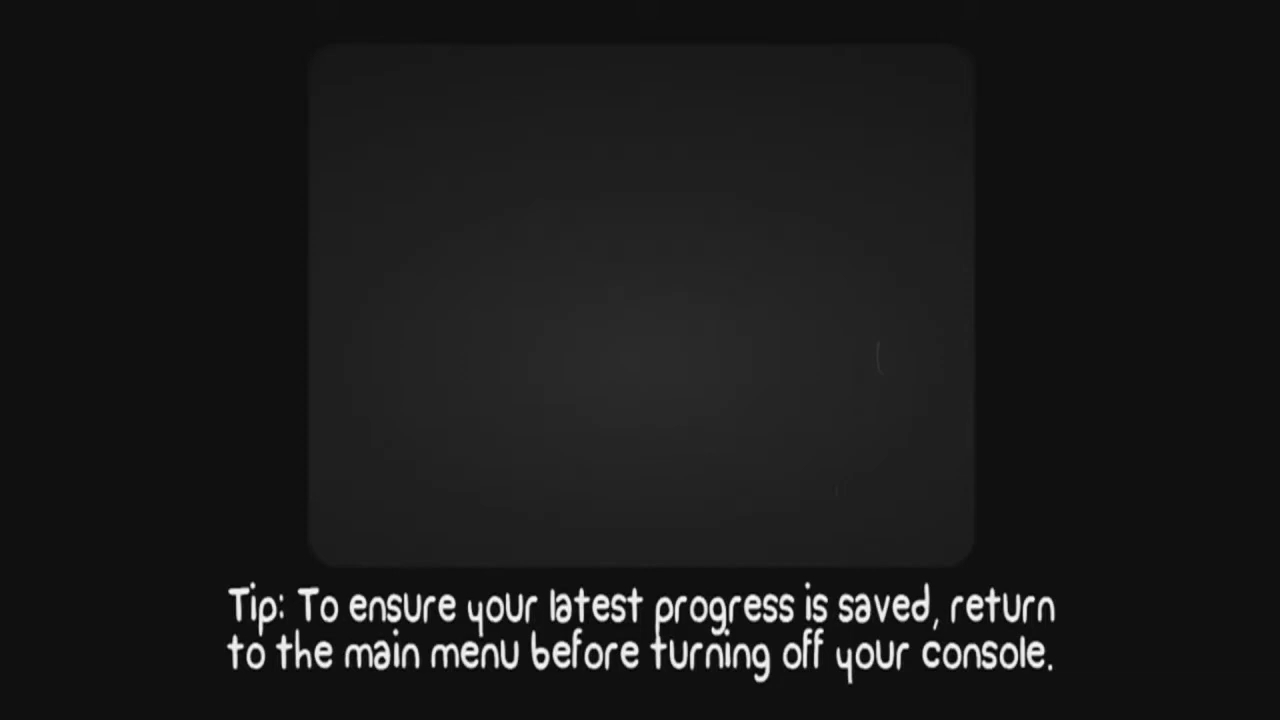 Tip: To ensure your latest progress is saved, return
to the main menu before turning off your console.